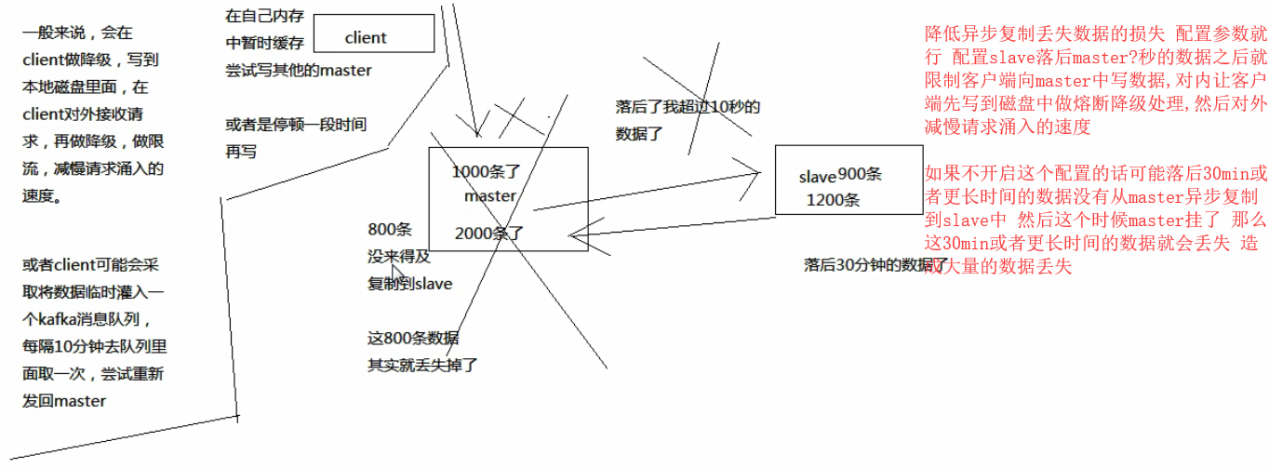 一般来说，会在
client做降级，写到
本地磁盘里面，在
client对外接收请
求，再做降级，做限
流，减慢请求涌入的
速度。
或者client可能会采
取将数据临时灌入一
个kafka消息队列，
每隔10分钟去队列里
面取一次，尝试重新
发回master
在自己内存
中暂时缓存
尝试写其他的master
或者是停顿一段时间
再写
client
1000条了
master
2000条了
800条
没来得及
复制到slave
这800条数据
其实就丢失掉了
落后了我超过10秒的
数据了
slave900条
1200条
落后30分钟的数据了
降低异步复制丢失数据的损失 配置参数就
行 配置slave落后master?秒的数据之后就
限制客户端向master中写数据,对内让客户
端先写到磁盘中做熔断降级处理,然后对外
减慢请求涌入的速度
如果不开启这个配置的话可能落后30min或
者更长时间的数据没有从master异步复制
到slave中 然后这个时候master挂了 那么
这30min或者更长时间的数据就会丢失 造
成大量的数据丢失